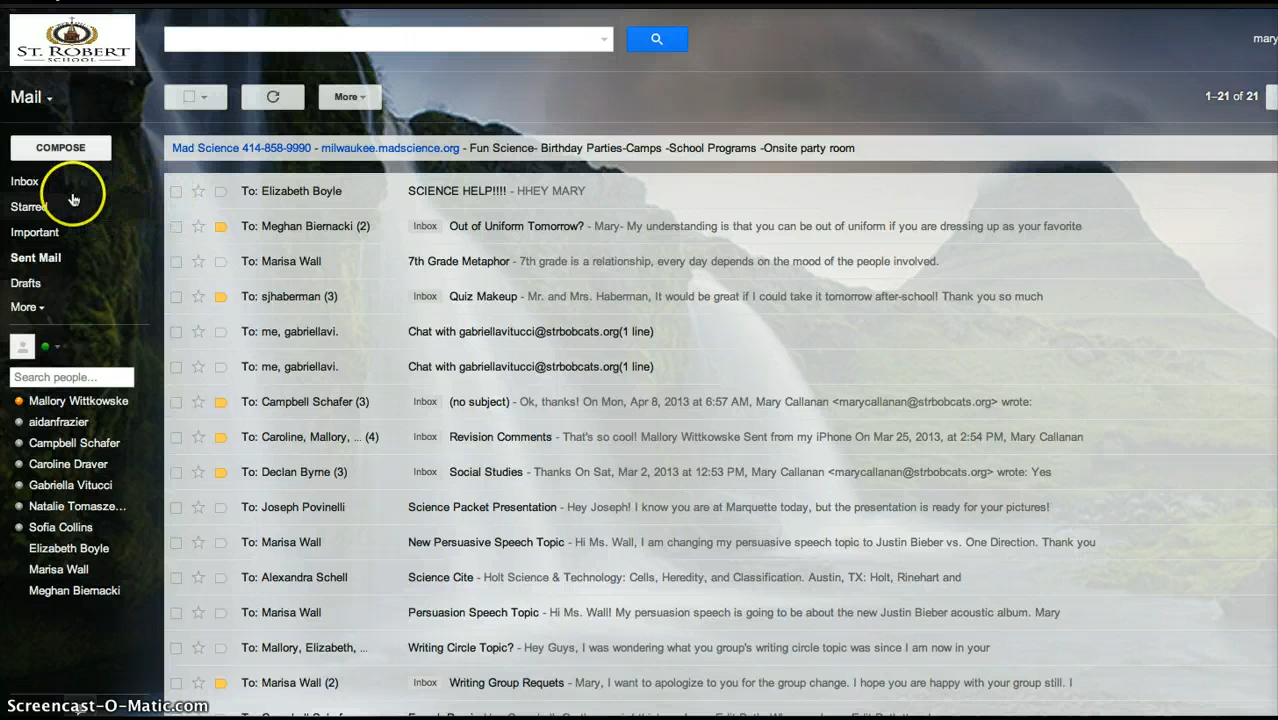 ST. ROBERT
SCHOOL
mary
Mail
More
1–21 of 21
COMPOSE
Mad Science 414-858-9990 - milwaukee.madscience.org - Fun Science- Birthday Parties-Camps -School Programs -Onsite party room
Inbox
Starred
Important
Sent Mail
Drafts
More
Search people...
Mallory Wittkowske
aidanfrazier
Campbell Schafer
Caroline Draver
Gabriella Vitucci
Natalie Tomasze...
Sofia Collins
Elizabeth Boyle
Marisa Wall
Meghan Biernacki
To: Elizabeth Boyle SCIENCE HELP!!!! - HHEY MARY
To: Meghan Biernacki (2) Inbox Out of Uniform Tomorrow? - Mary- My understanding is that you can be out of uniform if you are dressing up as your favorite
To: Marisa Wall 7th Grade Metaphor - 7th grade is a relationship, every day depends on the mood of the people involved.
To: sjhaberman (3) Inbox Quiz Makeup - Mr. and Mrs. Haberman, It would be great if I could take it tomorrow after-school! Thank you so much
To: me, gabriellavi. Chat with gabriellavitucci@strbobcats.org(1 line)
To: me, gabriellavi. Chat with gabriellavitucci@strbobcats.org(1 line)
To: Campbell Schafer (3) Inbox (no subject) - Ok, thanks! On Mon, Apr 8, 2013 at 6:57 AM, Mary Callanan <marycallanan@strbobcats.org> wrote:
To: Caroline, Mallory, ... (4) Inbox Revision Comments - That's so cool! Mallory Wittkowske Sent from my iPhone On Mar 25, 2013, at 2:54 PM, Mary Callanan
To: Declan Byrne (3) Inbox Social Studies - Thanks On Sat, Mar 2, 2013 at 12:53 PM, Mary Callanan <marycallanan@strbobcats.org> wrote: Yes
To: Joseph Povinelli Science Packet Presentation - Hey Joseph! I know you are at Marquette today, but the presentation is ready for your pictures!
To: Marisa Wall New Persuasive Speech Topic - Hi Ms. Wall, I am changing my persuasive speech topic to Justin Bieber vs. One Direction. Thank you
To: Alexandra Schell Science Cite - Holt Science & Technology: Cells, Heredity, and Classification. Austin, TX: Holt, Rinehart and
To: Marisa Wall Persuasion Speech Topic - Hi Ms. Wall! My persuasion speech is going to be about the new Justin Bieber acoustic album. Mary
To: Mallory, Elizabeth, ... Writing Circle Topic? - Hey Guys, I was wondering what you group's writing circle topic was since I am now in your
To: Marisa Wall (2) Inbox Writing Group Requets - Mary, I want to apologize to you for the group change. I hope you are happy with your group still. I
Screencast-O-Matic.com